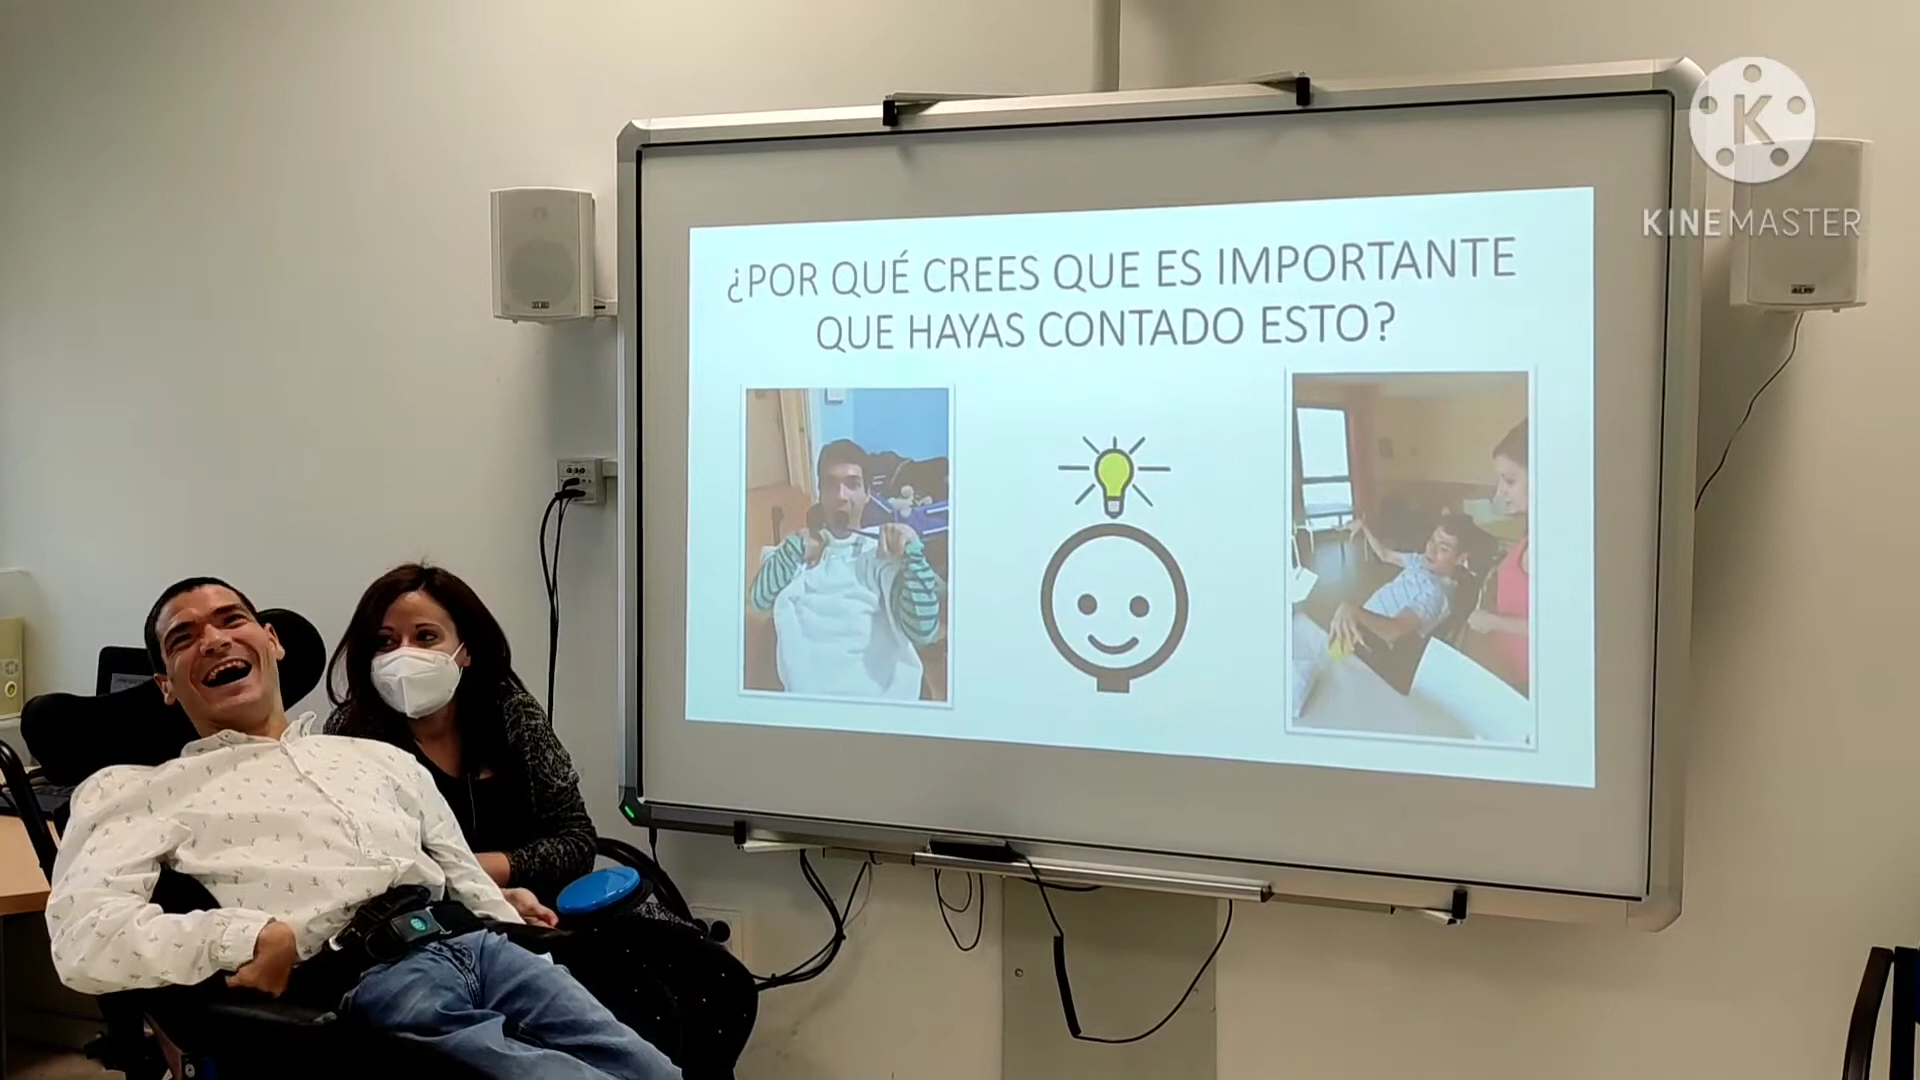 ¿POR QUÉ CREES QUE ES IMPORTANTE
QUE HAYAS CONTADO ESTO?
K
KINEMASTER